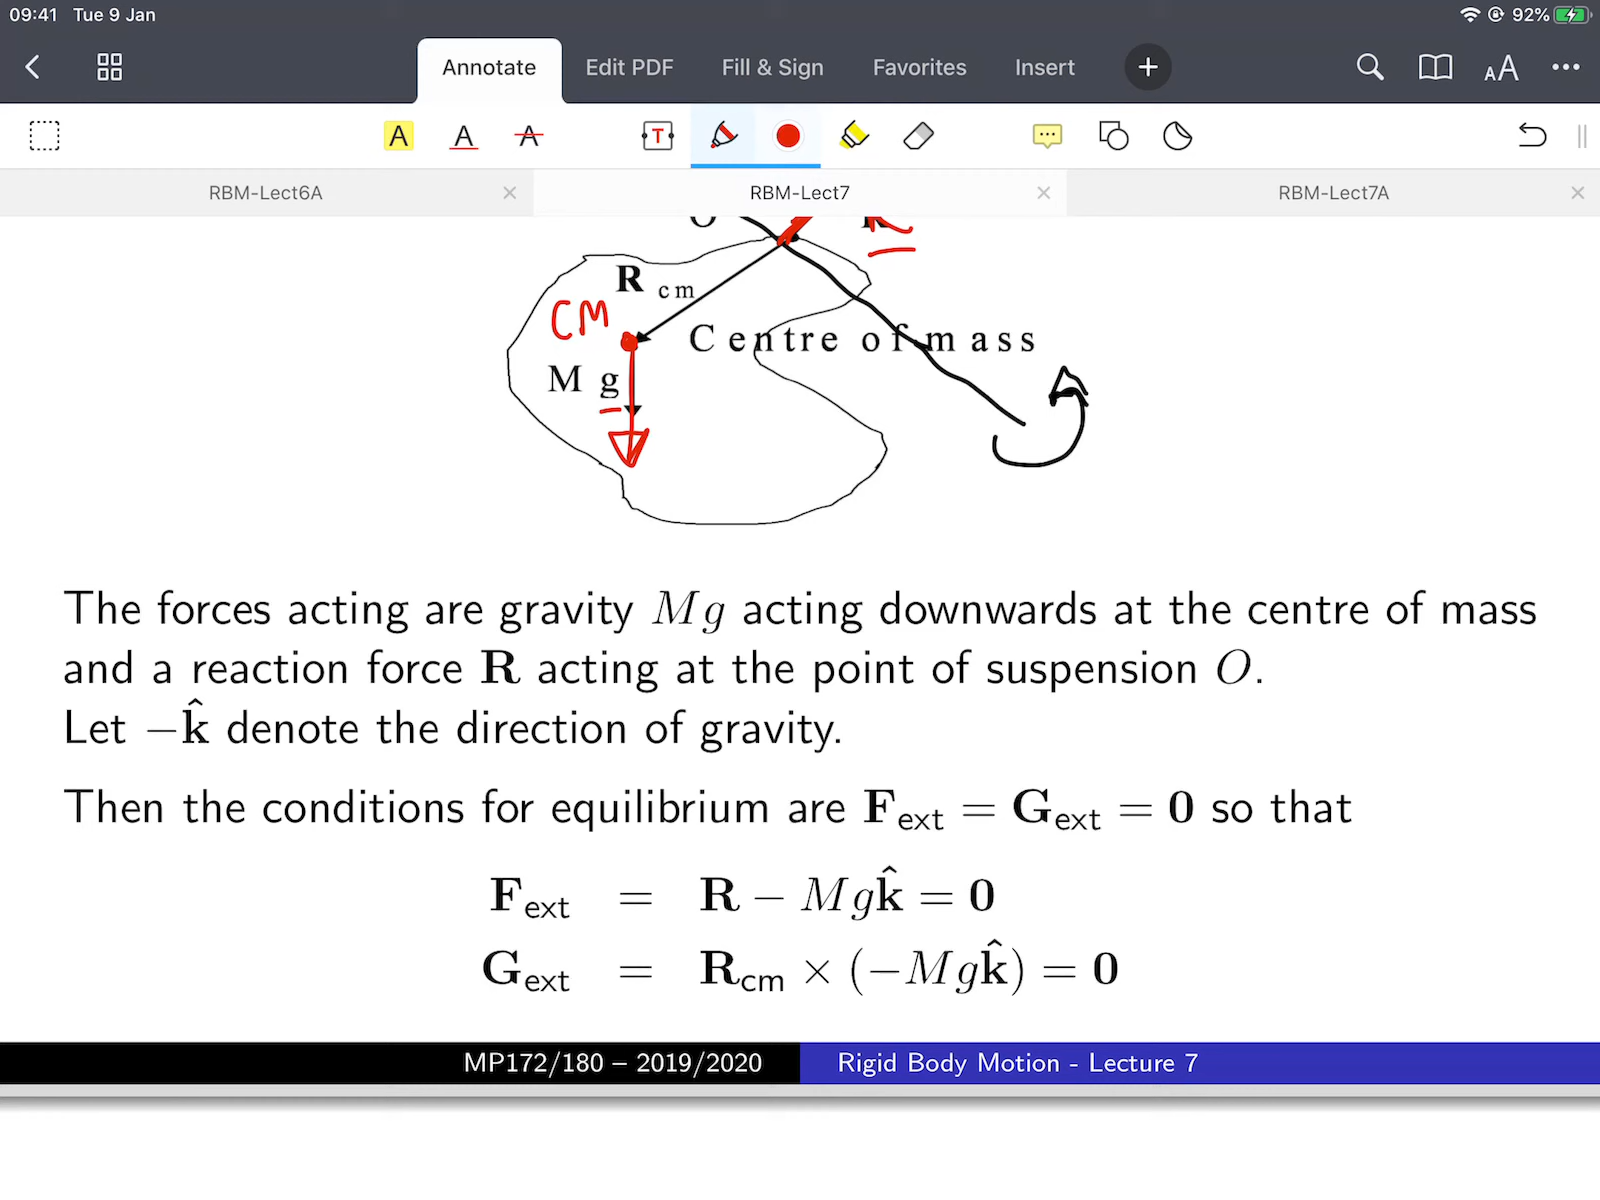 09:41 Tue 9 Jan 92%
Annotate Edit PDF Fill & Sign Favorites Insert + AA
A A A T
RBM-Lect6A RBM-Lect7 RBM-Lect7A
O R
R cm
CM
Centre of mass
M g
The forces acting are gravity Mg acting downwards at the centre of mass
and a reaction force R acting at the point of suspension O.
Let −k̂ denote the direction of gravity.
Then the conditions for equilibrium are F_ext = G_ext = 0 so that
F_ext = R − Mgk̂ = 0
G_ext = R_cm × (−Mgk̂) = 0
MP172/180 – 2019/2020 Rigid Body Motion - Lecture 7